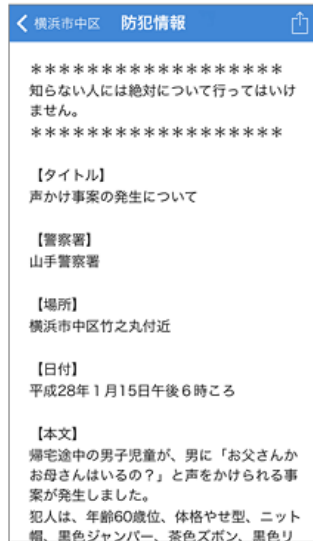 横浜市中区 防犯情報
＊＊＊＊＊＊＊＊＊＊＊＊＊＊＊＊＊＊
知らない人には絶対について行ってはいけ
ません。
＊＊＊＊＊＊＊＊＊＊＊＊＊＊＊＊＊＊
【タイトル】
声かけ事案の発生について
【警察署】
山手警察署
【場所】
横浜市中区竹之丸付近
【日付】
平成28年１月15日午後６時ころ
【本文】
帰宅途中の男子児童が、男に「お父さんか
お母さんはいるの？」と声をかけられる事
案が発生しました。
犯人は、年齢60歳位、体格やせ型、ニット
帽、黒色ジャンパー、茶色ズボン、黒色リ